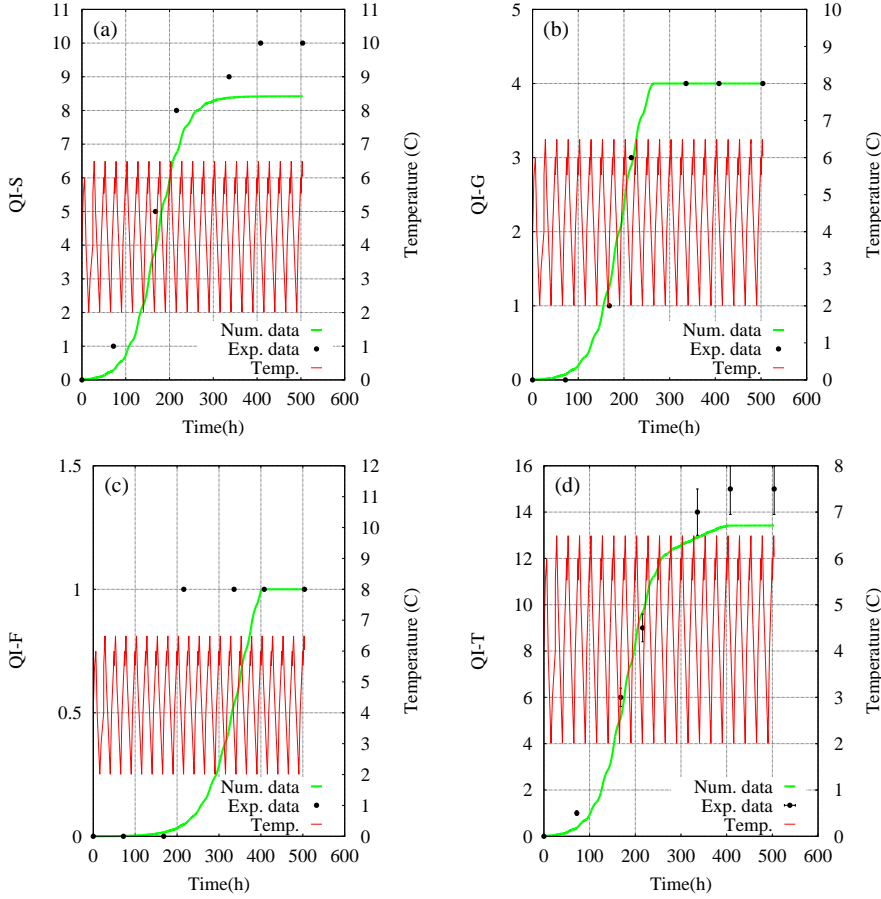 (a)
QI-S
11
10
9
8
7
6
5
4
3
2
1
0
0 100 200 300 400 500 600
Time(h)
12
11
10
9
8
7
6
5
4
3
2
1
0
Temperature (C)
Num. data
Exp. data
Temp.
(b)
QI-G
5
4
3
2
1
0
0 100 200 300 400 500 600
Time(h)
10
9
8
7
6
5
4
3
2
1
0
Temperature (C)
Num. data
Exp. data
Temp.
(c)
QI-F
1.5
1
0.5
0
0 100 200 300 400 500 600
Time(h)
12
11
10
9
8
7
6
5
4
3
2
1
0
Temperature (C)
Num. data
Exp. data
Temp.
(d)
QI-T
16
14
12
10
8
6
4
2
0
0 100 200 300 400 500 600
Time(h)
8
7
6
5
4
3
2
1
0
Temperature (C)
Num. data
Exp. data
Temp.